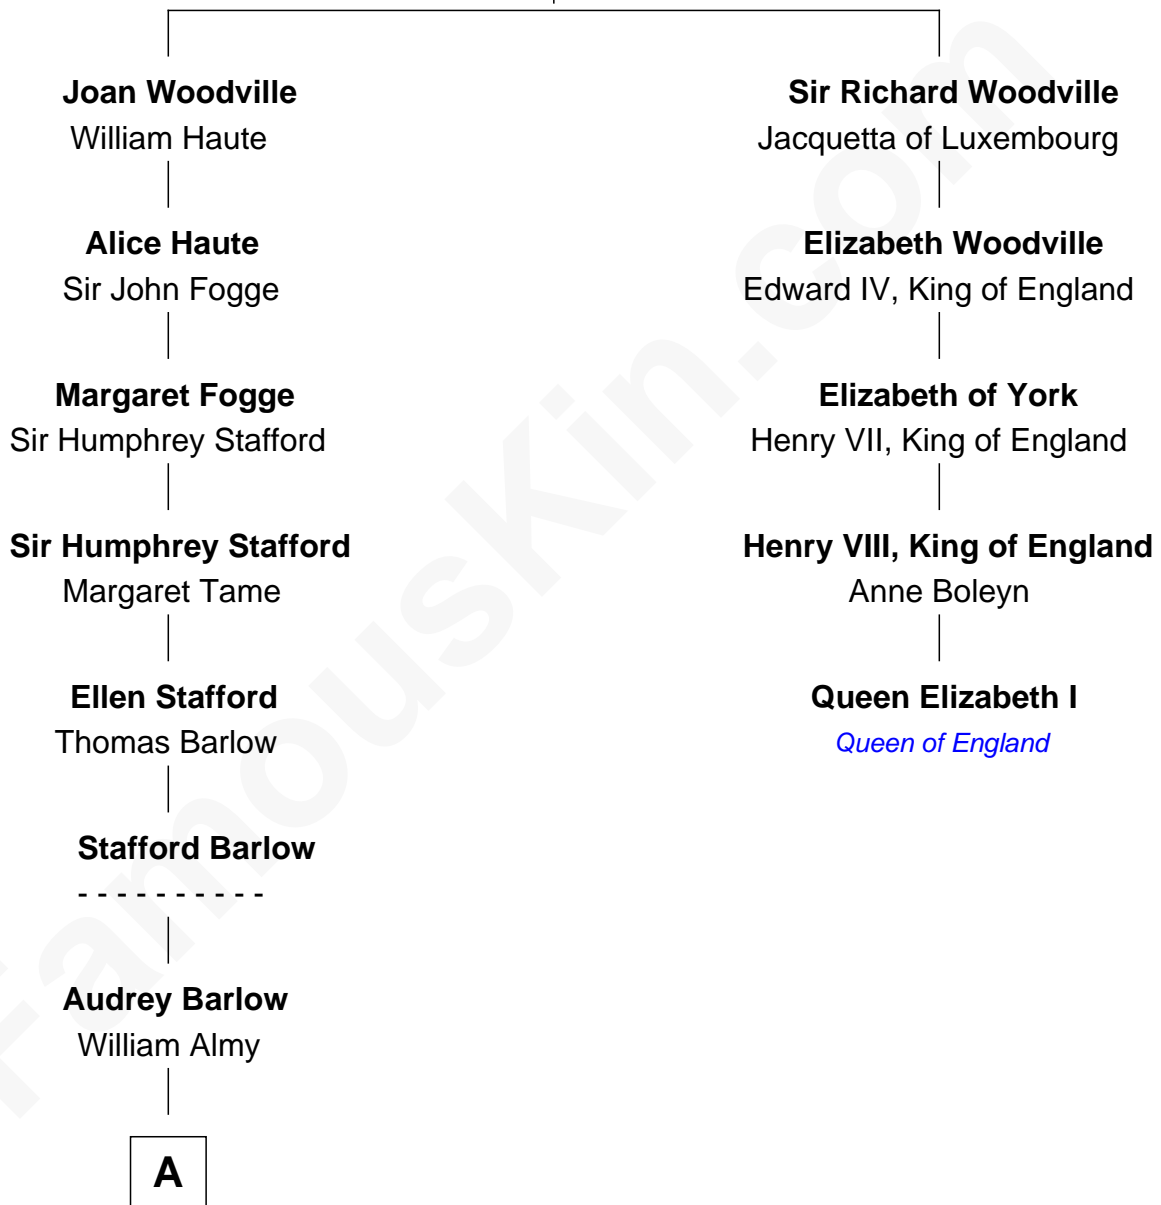 Joan Woodville
William Haute
Sir Richard Woodville
Jacquetta of Luxembourg
Alice Haute
Sir John Fogge
Elizabeth Woodville
Edward IV, King of England
Margaret Fogge
Sir Humphrey Stafford
Elizabeth of York
Henry VII, King of England
Sir Humphrey Stafford
Margaret Tame
Henry VIII, King of England
Anne Boleyn
Ellen Stafford
Thomas Barlow
Queen Elizabeth I
Queen of England
Stafford Barlow
- - - - - - - - - -
Audrey Barlow
William Almy
A
FamousKin.com